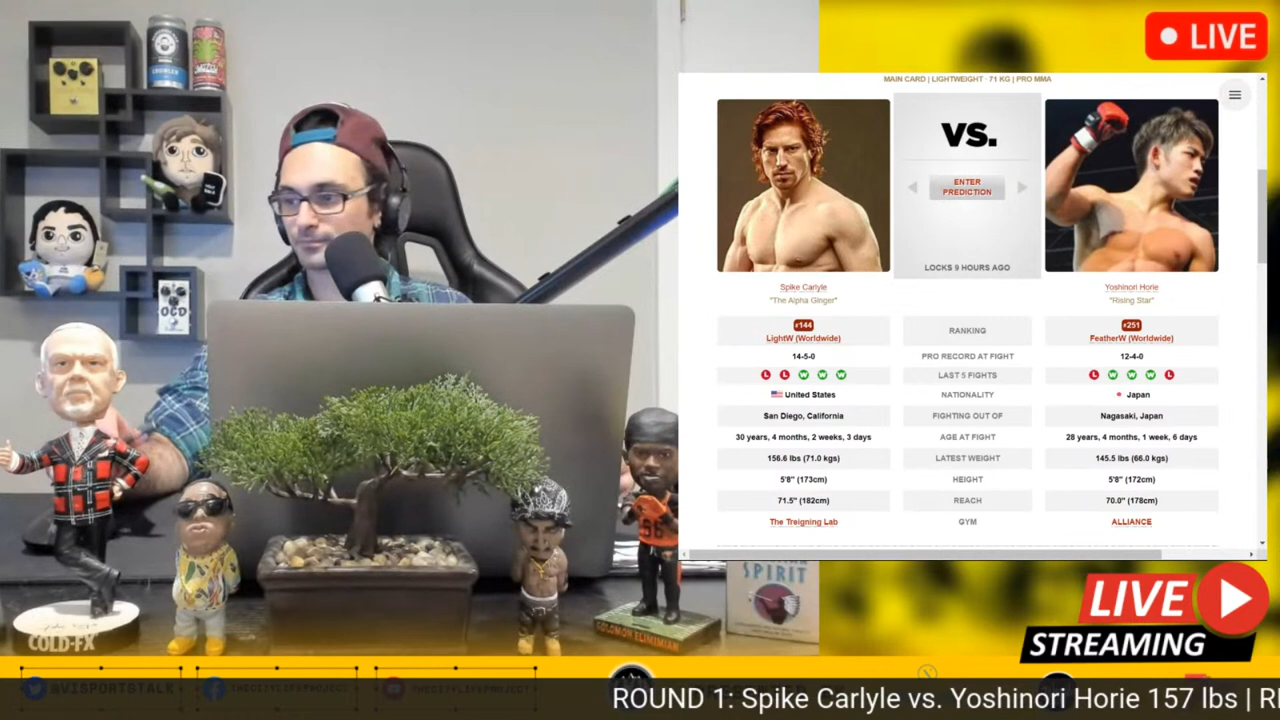 LIVE
MAIN CARD | LIGHTWEIGHT · 71 KG | PRO MMA
VS.
ENTER
PREDICTION
LOCKS 9 HOURS AGO
Spike Carlyle
Yoshinori Horie
"The Alpha Ginger"
"Rising Star"
#144
RANKING
#251
LightW (Worldwide)
FeatherW (Worldwide)
14-5-0
PRO RECORD AT FIGHT
12-4-0
L L W W W
LAST 5 FIGHTS
L W W W L
United States
NATIONALITY
Japan
San Diego, California
FIGHTING OUT OF
Nagasaki, Japan
30 years, 4 months, 2 weeks, 3 days
AGE AT FIGHT
28 years, 4 months, 1 week, 6 days
156.6 lbs (71.0 kgs)
LATEST WEIGHT
145.5 lbs (66.0 kgs)
5'8" (173cm)
HEIGHT
5'8" (172cm)
71.5" (182cm)
REACH
70.0" (178cm)
The Treigning Lab
GYM
ALLIANCE
OCD
CROWLER
SPIRIT
COLD-FX
SOLOMON ELIMIMIAN
LIVE
STREAMING
@VISPORTSTALK
THECITYLIFEPROJECT
THECITYLIFEPROJECT
ROUND 1: Spike Carlyle vs. Yoshinori Horie 157 lbs | RI